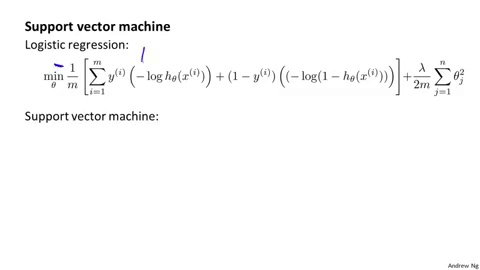 Support vector machine
Logistic regression:
$\min_{\theta} \frac{1}{m} \left[ \sum_{i=1}^{m} y^{(i)} \left( -\log h_\theta(x^{(i)}) \right) + (1 - y^{(i)}) \left( (-\log(1 - h_\theta(x^{(i)})) \right) \right] + \frac{\lambda}{2m} \sum_{j=1}^{n} \theta_j^2$
Support vector machine:
Andrew Ng